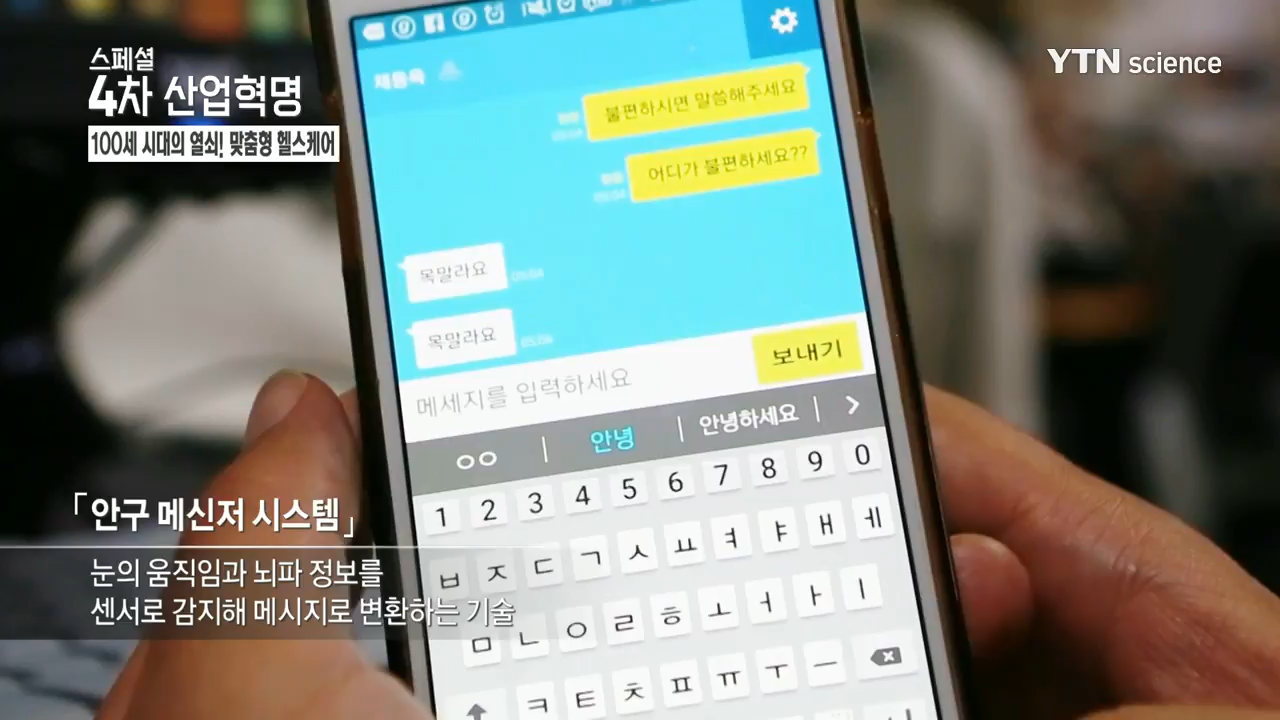 스페셜
4차 산업혁명
100세 시대의 열쇠! 맞춤형 헬스케어
YTN science
불편하시면 말씀해주세요
어디가 불편하세요??
목말라요
05:04
목말라요
05:04
메세지를 입력하세요
보내기
ㅇㅇ | 안녕 | 안녕하세요 | >
1 2 3 4 5 6 7 8 9 0
ㅂ ㅈ ㄷ ㄱ ㅅ ㅛ ㅕ ㅑ ㅐ ㅔ
ㅁ ㄴ ㅇ ㄹ ㅎ ㅗ ㅓ ㅏ ㅣ
ㅋ ㅌ ㅊ ㅍ ㅠ ㅜ ㅡ
「안구 메신저 시스템」
눈의 움직임과 뇌파 정보를
센서로 감지해 메시지로 변환하는 기술